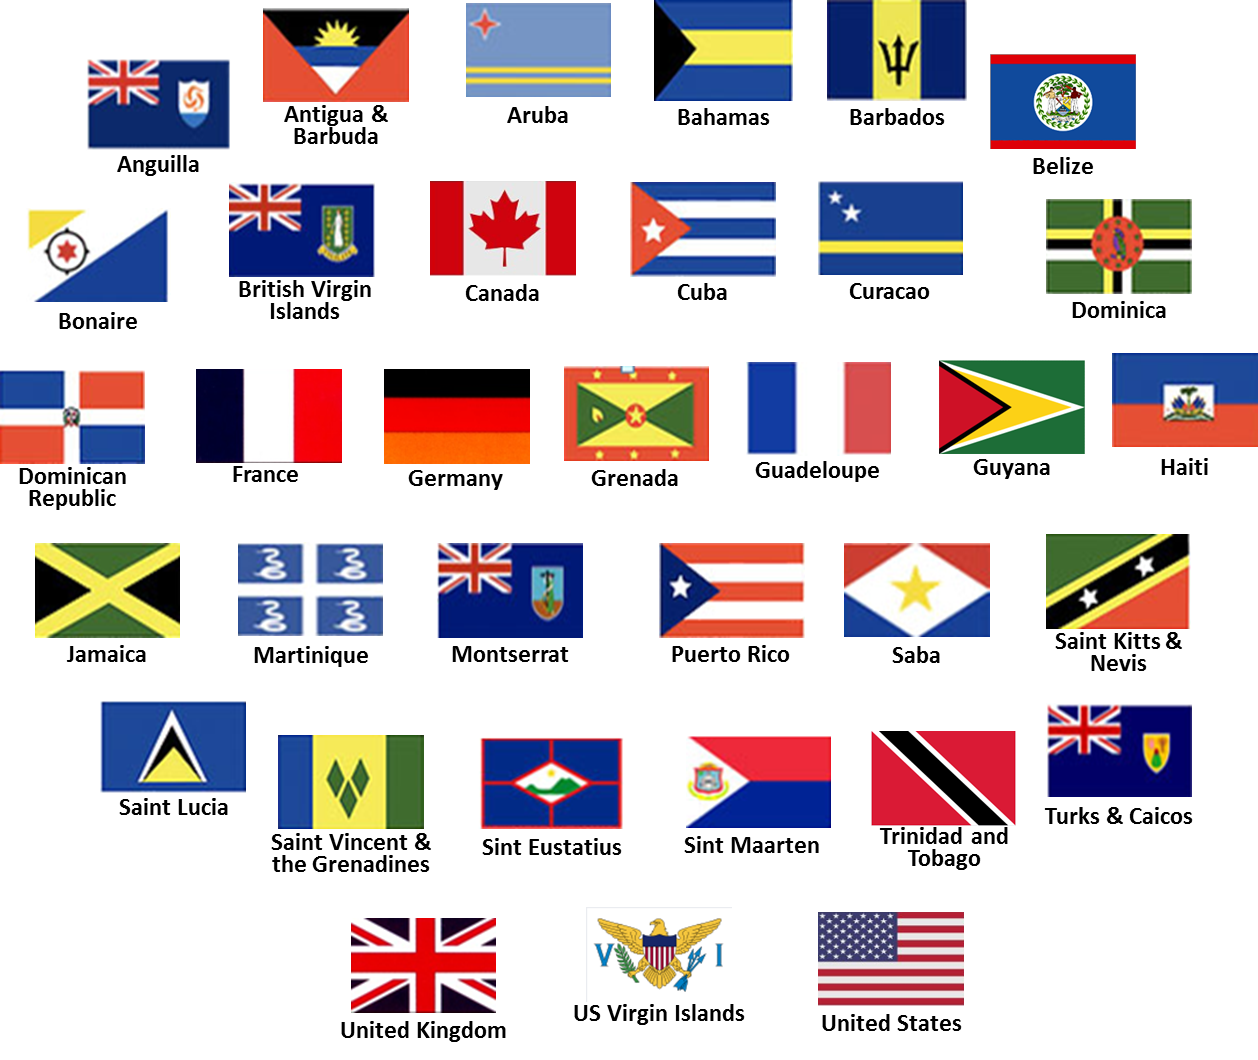 Anguilla
Antigua &
Barbuda
Aruba
Bahamas
Barbados
Belize
Bonaire
British Virgin
Islands
Canada
Cuba
Curacao
Dominica
Dominican
Republic
France
Germany
Grenada
Guadeloupe
Guyana
Haiti
Jamaica
Martinique
Montserrat
Puerto Rico
Saba
Saint Kitts &
Nevis
Saint Lucia
Saint Vincent &
the Grenadines
Sint Eustatius
Sint Maarten
Trinidad and
Tobago
Turks & Caicos
United Kingdom
V I
US Virgin Islands
United States